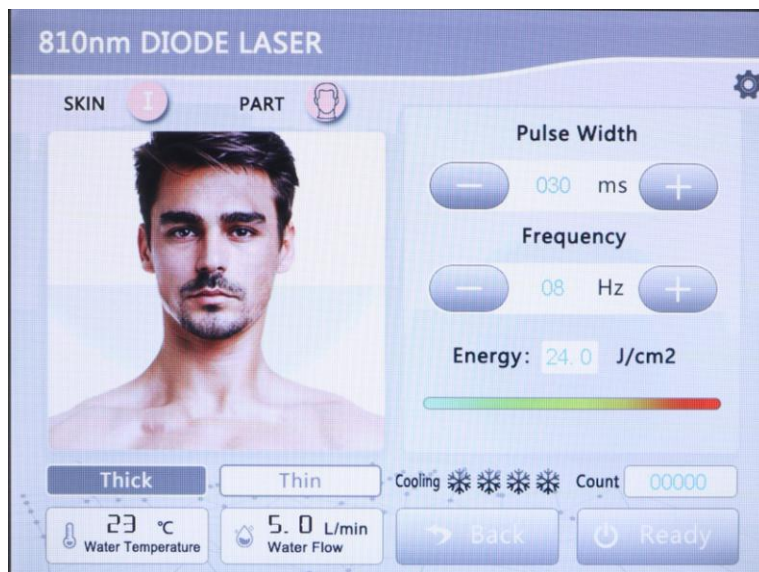 810nm DIODE LASER
SKIN I PART
Pulse Width
030 ms
Frequency
08 Hz
Energy: 24.0 J/cm2
Thick Thin
Cooling Count 00000
23 °C
Water Temperature
5.0 L/min
Water Flow
Back Ready